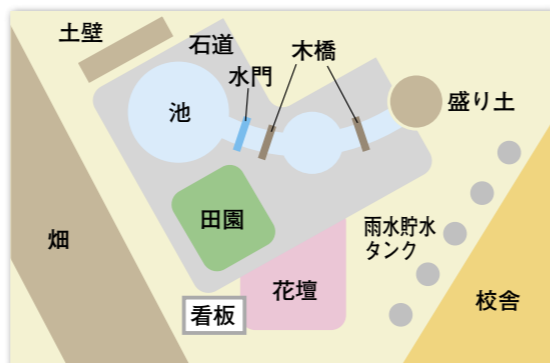 土壁
石道
木橋
水門
池
盛り土
田園
雨水貯水
タンク
畑
花壇
校舎
看板